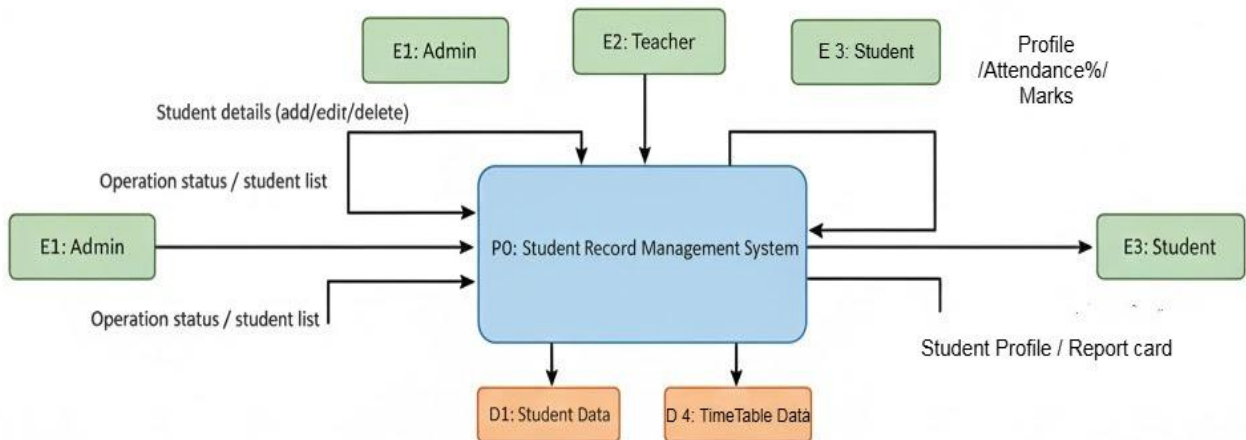 E1: Admin
E2: Teacher
E 3: Student
Profile
/Attendance%/
Marks
Student details (add/edit/delete)
Operation status / student list
E1: Admin
P0: Student Record Management System
E3: Student
Operation status / student list
Student Profile / Report card
D1: Student Data
D 4: TimeTable Data